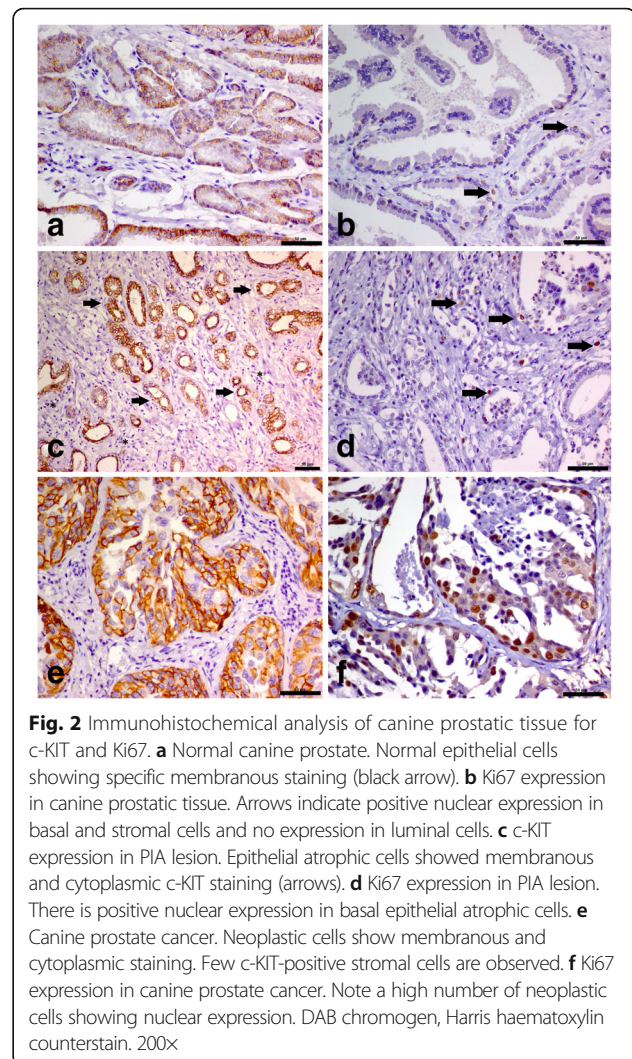 a
b
c
d
e
f
Fig. 2 Immunohistochemical analysis of canine prostatic tissue for
c-KIT and Ki67. a Normal canine prostate. Normal epithelial cells
showing specific membranous staining (black arrow). b Ki67 expression
in canine prostatic tissue. Arrows indicate positive nuclear expression in
basal and stromal cells and no expression in luminal cells. c c-KIT
expression in PIA lesion. Epithelial atrophic cells showed membranous
and cytoplasmic c-KIT staining (arrows). d Ki67 expression in PIA lesion.
There is positive nuclear expression in basal epithelial atrophic cells. e
Canine prostate cancer. Neoplastic cells show membranous and
cytoplasmic staining. Few c-KIT-positive stromal cells are observed. f Ki67
expression in canine prostate cancer. Note a high number of neoplastic
cells showing nuclear expression. DAB chromogen, Harris haematoxylin
counterstain. 200×